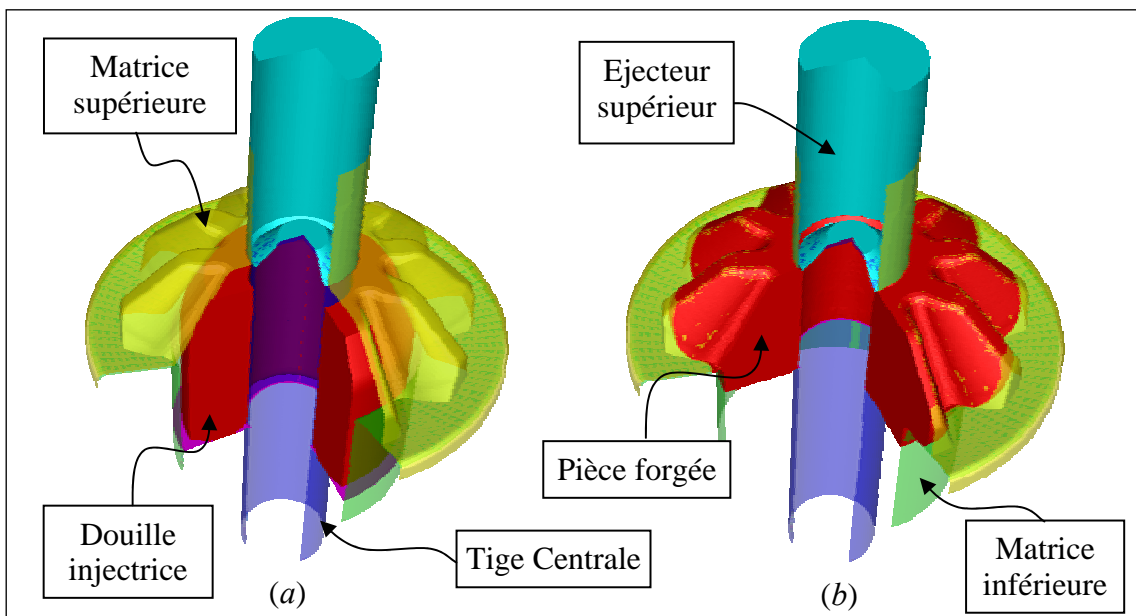 Matrice
supérieure
Ejecteur
supérieur
Pièce forgée
Douille
injectrice
Tige Centrale
Matrice
inférieure
(a)
(b)